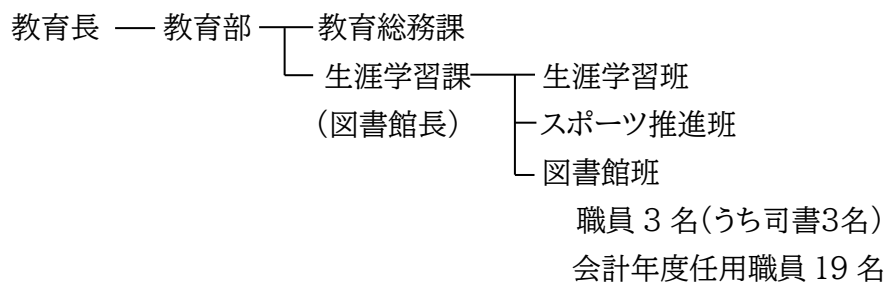 教育長 教育部 教育総務課
生涯学習課 生涯学習班
(図書館長) スポーツ推進班
図書館班
職員 3 名(うち司書3名)
会計年度任用職員 19 名